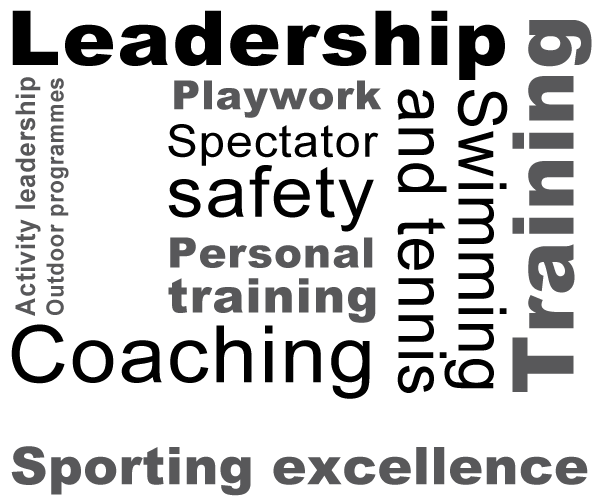 Leadership
Activity leadership
Outdoor programmes
Playwork
Spectator
safety
Personal
training
Coaching
Swimming
and tennis
Training
Sporting excellence